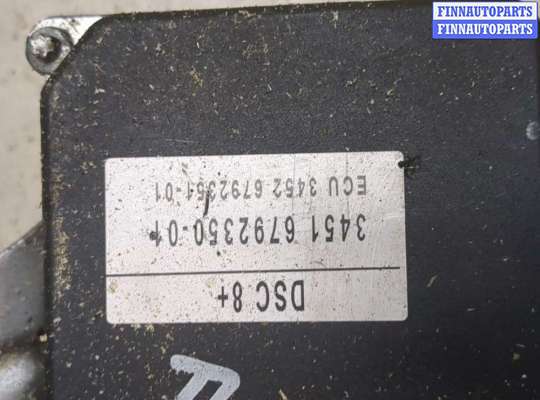 FINNAUTOPARTS
FINNAUTOPARTS
DSC 8+
3451 6792350-01
ECU 3452 6792351-01